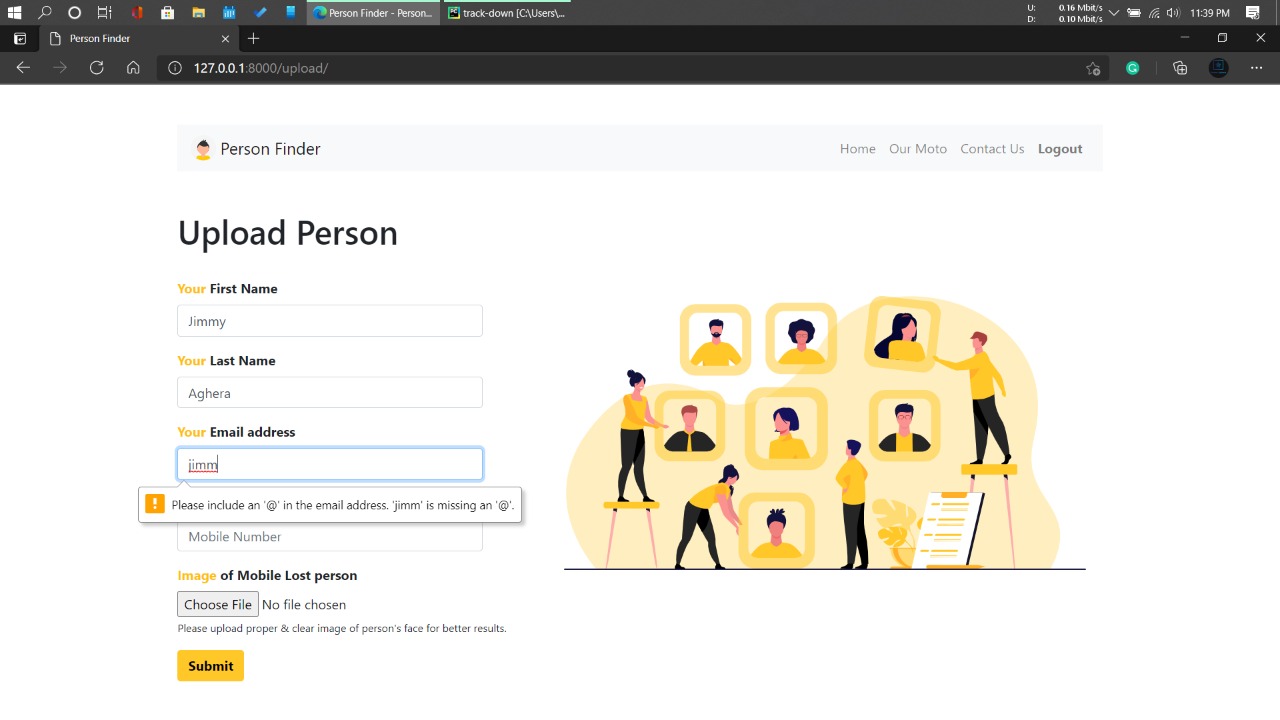 Person Finder - Person...
track-down [C:\Users\...
U: 0.16 Mbit/s
D: 0.10 Mbit/s
11:39 PM
Person Finder
127.0.0.1:8000/upload/
Person Finder
Home Our Moto Contact Us Logout
Upload Person
Your First Name
Jimmy
Your Last Name
Aghera
Your Email address
jimm
Please include an '@' in the email address. 'jimm' is missing an '@'.
Mobile Number
Image of Mobile Lost person
Choose File No file chosen
Please upload proper & clear image of person's face for better results.
Submit